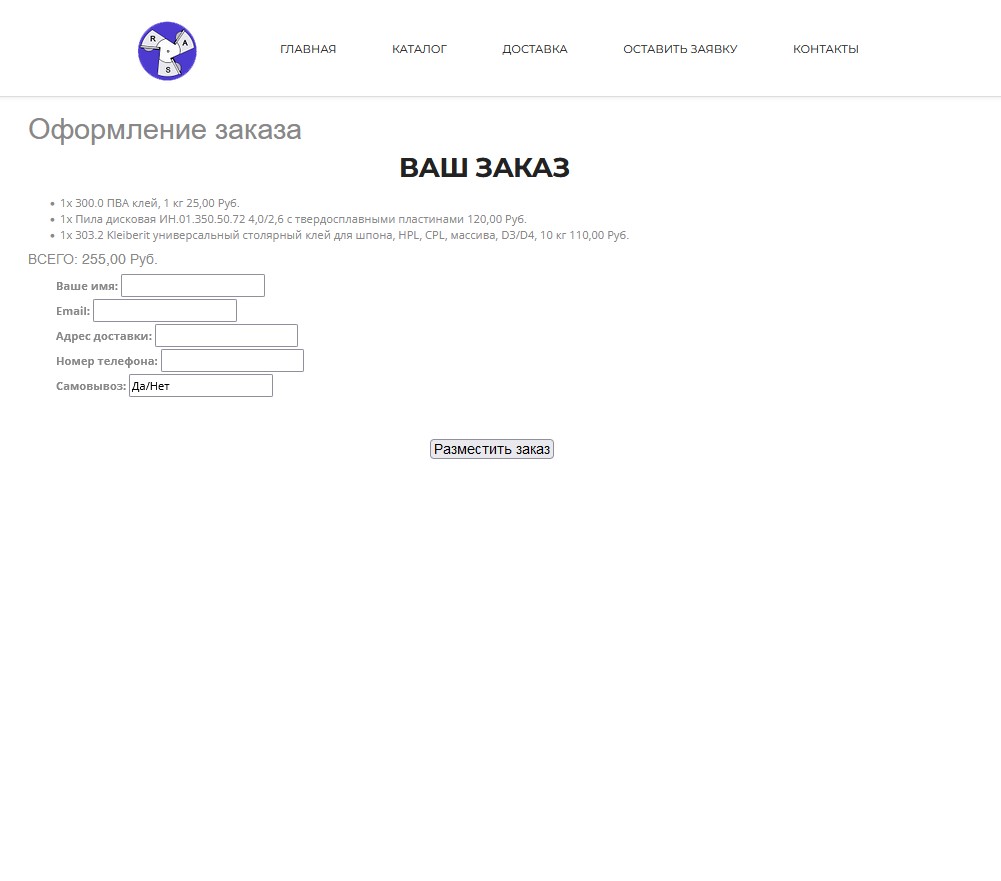 R A S
ГЛАВНАЯ КАТАЛОГ ДОСТАВКА ОСТАВИТЬ ЗАЯВКУ КОНТАКТЫ
Оформление заказа
ВАШ ЗАКАЗ
1x 300.0 ПВА клей, 1 кг 25,00 Руб.
1x Пила дисковая ИН.01.350.50.72 4,0/2,6 с твердосплавными пластинами 120,00 Руб.
1x 303.2 Kleiberit универсальный столярный клей для шпона, HPL, CPL, массива, D3/D4, 10 кг 110,00 Руб.
ВСЕГО: 255,00 Руб.
Ваше имя:
Email:
Адрес доставки:
Номер телефона:
Самовывоз: Да/Нет
Разместить заказ